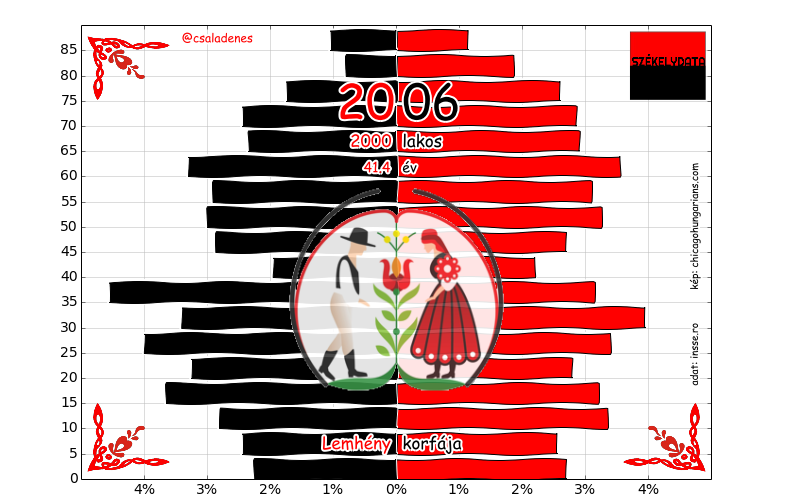 @csaladenes
SZÉKELYDATA
2006
2000 lakos
41,4 év
kép: chicagohungarians.com
adat: insse.ro
Lemhény korfája
85
80
75
70
65
60
55
50
45
40
35
30
25
20
15
10
5
0
4% 3% 2% 1% 0% 1% 2% 3% 4%